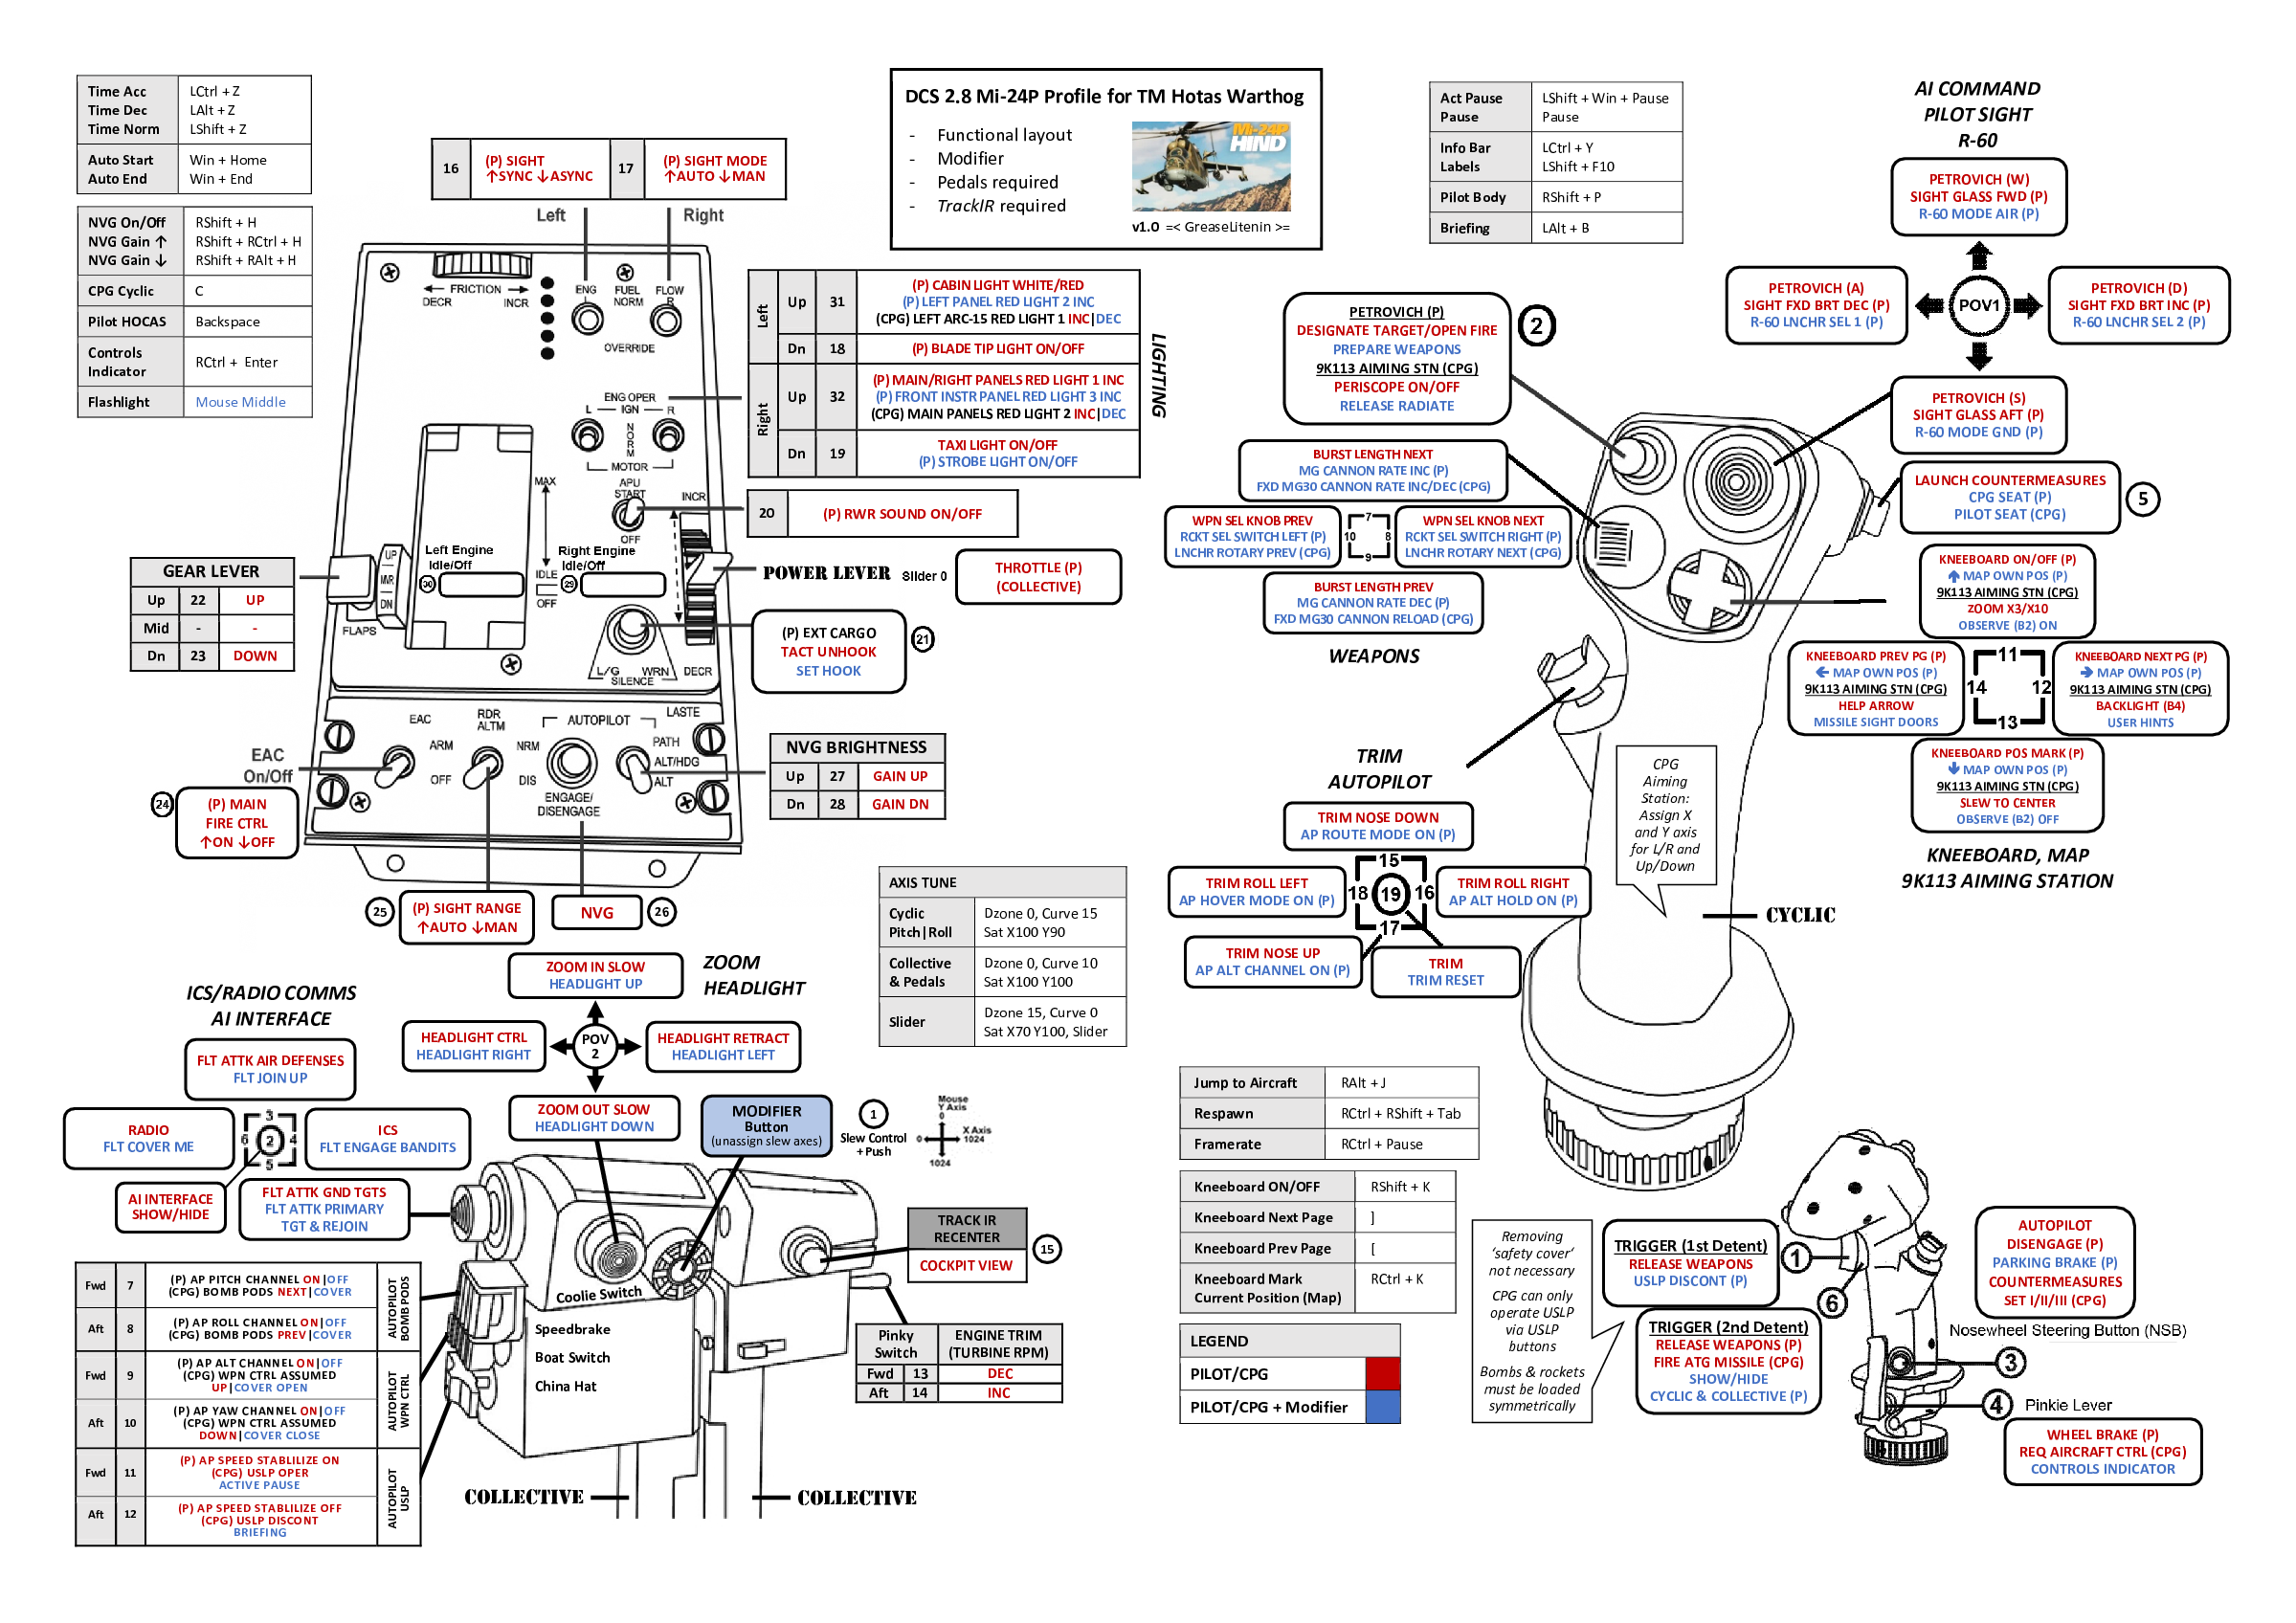 Time Acc LCtrl + Z
Time Dec LAlt + Z
Time Norm LShift + Z
Auto Start Win + Home
Auto End Win + End
NVG On/Off RShift + H
NVG Gain ↑ RShift + RCtrl + H
NVG Gain ↓ RShift + RAlt + H
CPG Cyclic C
Pilot HOCAS Backspace
Controls
Indicator RCtrl + Enter
Flashlight Mouse Middle
16 (P) SIGHT
↑SYNC ↓ASYNC
17 (P) SIGHT MODE
↑AUTO ↓MAN
Left Right
DCS 2.8 Mi-24P Profile for TM Hotas Warthog
- Functional layout
- Modifier
- Pedals required
- TrackIR required
Mi-24P
HIND
v1.0 =< GreaseLitenin >=
Act Pause LShift + Win + Pause
Pause Pause
Info Bar LCtrl + Y
Labels LShift + F10
Pilot Body RShift + P
Briefing LAlt + B
AI COMMAND
PILOT SIGHT
R-60
PETROVICH (W)
SIGHT GLASS FWD (P)
R-60 MODE AIR (P)
PETROVICH (A)
SIGHT FXD BRT DEC (P)
R-60 LNCHR SEL 1 (P)
POV1
PETROVICH (D)
SIGHT FXD BRT INC (P)
R-60 LNCHR SEL 2 (P)
PETROVICH (S)
SIGHT GLASS AFT (P)
R-60 MODE GND (P)
FRICTION
DECR INCR
ENG FUEL FLOW
L NORM R
OVERRIDE
ENG OPER
L IGN R
NORM
MOTOR
APU
START
OFF
MAX
IDLE
OFF
INCR
DECR
Left Engine
Idle/Off
30
Right Engine
Idle/Off
29
UP
MVR
DN
FLAPS
L/G WRN
SILENCE
LIGHTING
Left Up 31 (P) CABIN LIGHT WHITE/RED
(P) LEFT PANEL RED LIGHT 2 INC
(CPG) LEFT ARC-15 RED LIGHT 1 INC|DEC
Dn 18 (P) BLADE TIP LIGHT ON/OFF
Right Up 32 (P) MAIN/RIGHT PANELS RED LIGHT 1 INC
(P) FRONT INSTR PANEL RED LIGHT 3 INC
(CPG) MAIN PANELS RED LIGHT 2 INC|DEC
Dn 19 TAXI LIGHT ON/OFF
(P) STROBE LIGHT ON/OFF
20 (P) RWR SOUND ON/OFF
POWER LEVER Slider 0
THROTTLE (P)
(COLLECTIVE)
(P) EXT CARGO
TACT UNHOOK
SET HOOK
21
GEAR LEVER
Up 22 UP
Mid - -
Dn 23 DOWN
EAC
ARM
OFF
RDR
ALTM
NRM
DIS
AUTOPILOT
ENGAGE/
DISENGAGE
LASTE
PATH
ALT/HDG
ALT
EAC
On/Off
24
(P) MAIN
FIRE CTRL
↑ON ↓OFF
25
(P) SIGHT RANGE
↑AUTO ↓MAN
NVG
26
NVG BRIGHTNESS
Up 27 GAIN UP
Dn 28 GAIN DN
PETROVICH (P)
DESIGNATE TARGET/OPEN FIRE
PREPARE WEAPONS
9K113 AIMING STN (CPG)
PERISCOPE ON/OFF
RELEASE RADIATE
2
BURST LENGTH NEXT
MG CANNON RATE INC (P)
FXD MG30 CANNON RATE INC/DEC (CPG)
WPN SEL KNOB PREV
RCKT SEL SWITCH LEFT (P)
LNCHR ROTARY PREV (CPG)
7
10 8
9
WPN SEL KNOB NEXT
RCKT SEL SWITCH RIGHT (P)
LNCHR ROTARY NEXT (CPG)
BURST LENGTH PREV
MG CANNON RATE DEC (P)
FXD MG30 CANNON RELOAD (CPG)
WEAPONS
LAUNCH COUNTERMEASURES
CPG SEAT (P)
PILOT SEAT (CPG)
5
KNEEBOARD ON/OFF (P)
↑ MAP OWN POS (P)
9K113 AIMING STN (CPG)
ZOOM X3/X10
OBSERVE (B2) ON
KNEEBOARD PREV PG (P)
← MAP OWN POS (P)
9K113 AIMING STN (CPG)
HELP ARROW
MISSILE SIGHT DOORS
11
14 12
13
KNEEBOARD NEXT PG (P)
→ MAP OWN POS (P)
9K113 AIMING STN (CPG)
BACKLIGHT (B4)
USER HINTS
KNEEBOARD POS MARK (P)
↓ MAP OWN POS (P)
9K113 AIMING STN (CPG)
SLEW TO CENTER
OBSERVE (B2) OFF
KNEEBOARD, MAP
9K113 AIMING STATION
TRIM
AUTOPILOT
TRIM NOSE DOWN
AP ROUTE MODE ON (P)
TRIM ROLL LEFT
AP HOVER MODE ON (P)
15
18 19 16
17
TRIM ROLL RIGHT
AP ALT HOLD ON (P)
TRIM NOSE UP
AP ALT CHANNEL ON (P)
TRIM
TRIM RESET
CPG
Aiming
Station:
Assign X
and Y axis
for L/R and
Up/Down
CYCLIC
AXIS TUNE
Cyclic Dzone 0, Curve 15
Pitch|Roll Sat X100 Y90
Collective Dzone 0, Curve 10
& Pedals Sat X100 Y100
Slider Dzone 15, Curve 0
Sat X70 Y100, Slider
ZOOM
HEADLIGHT
ZOOM IN SLOW
HEADLIGHT UP
HEADLIGHT CTRL
HEADLIGHT RIGHT
POV
2
HEADLIGHT RETRACT
HEADLIGHT LEFT
ZOOM OUT SLOW
HEADLIGHT DOWN
ICS/RADIO COMMS
AI INTERFACE
FLT ATTK AIR DEFENSES
FLT JOIN UP
RADIO
FLT COVER ME
3
6 2 4
5
ICS
FLT ENGAGE BANDITS
AI INTERFACE
SHOW/HIDE
FLT ATTK GND TGTS
FLT ATTK PRIMARY
TGT & REJOIN
MODIFIER
Button
(unassign slew axes)
1
Slew Control
+ Push
Mouse
Y Axis
0
0 X Axis
1024
1024
TRACK IR
RECENTER
COCKPIT VIEW
15
Coolie Switch
Speedbrake
Boat Switch
China Hat
Pinky
Switch
ENGINE TRIM
(TURBINE RPM)
Fwd 13 DEC
Aft 14 INC
COLLECTIVE COLLECTIVE
Fwd 7 (P) AP PITCH CHANNEL ON|OFF
(CPG) BOMB PODS NEXT|COVER
Aft 8 (P) AP ROLL CHANNEL ON|OFF
(CPG) BOMB PODS PREV|COVER
AUTOPILOT
BOMB PODS
Fwd 9 (P) AP ALT CHANNEL ON|OFF
(CPG) WPN CTRL ASSUMED
UP|COVER OPEN
Aft 10 (P) AP YAW CHANNEL ON|OFF
(CPG) WPN CTRL ASSUMED
DOWN|COVER CLOSE
AUTOPILOT
WPN CTRL
Fwd 11 (P) AP SPEED STABLILIZE ON
(CPG) USLP OPER
ACTIVE PAUSE
Aft 12 (P) AP SPEED STABLILIZE OFF
(CPG) USLP DISCONT
BRIEFING
AUTOPILOT
USLP
Jump to Aircraft RAlt + J
Respawn RCtrl + RShift + Tab
Framerate RCtrl + Pause
Kneeboard ON/OFF RShift + K
Kneeboard Next Page ]
Kneeboard Prev Page [
Kneeboard Mark RCtrl + K
Current Position (Map)
LEGEND
PILOT/CPG
PILOT/CPG + Modifier
Removing
‘safety cover’
not necessary
CPG can only
operate USLP
via USLP
buttons
Bombs & rockets
must be loaded
symmetrically
TRIGGER (1st Detent)
RELEASE WEAPONS
USLP DISCONT (P)
1
6
TRIGGER (2nd Detent)
RELEASE WEAPONS (P)
FIRE ATG MISSILE (CPG)
SHOW/HIDE
CYCLIC & COLLECTIVE (P)
AUTOPILOT
DISENGAGE (P)
PARKING BRAKE (P)
COUNTERMEASURES
SET I/II/III (CPG)
Nosewheel Steering Button (NSB)
3
4 Pinkie Lever
WHEEL BRAKE (P)
REQ AIRCRAFT CTRL (CPG)
CONTROLS INDICATOR